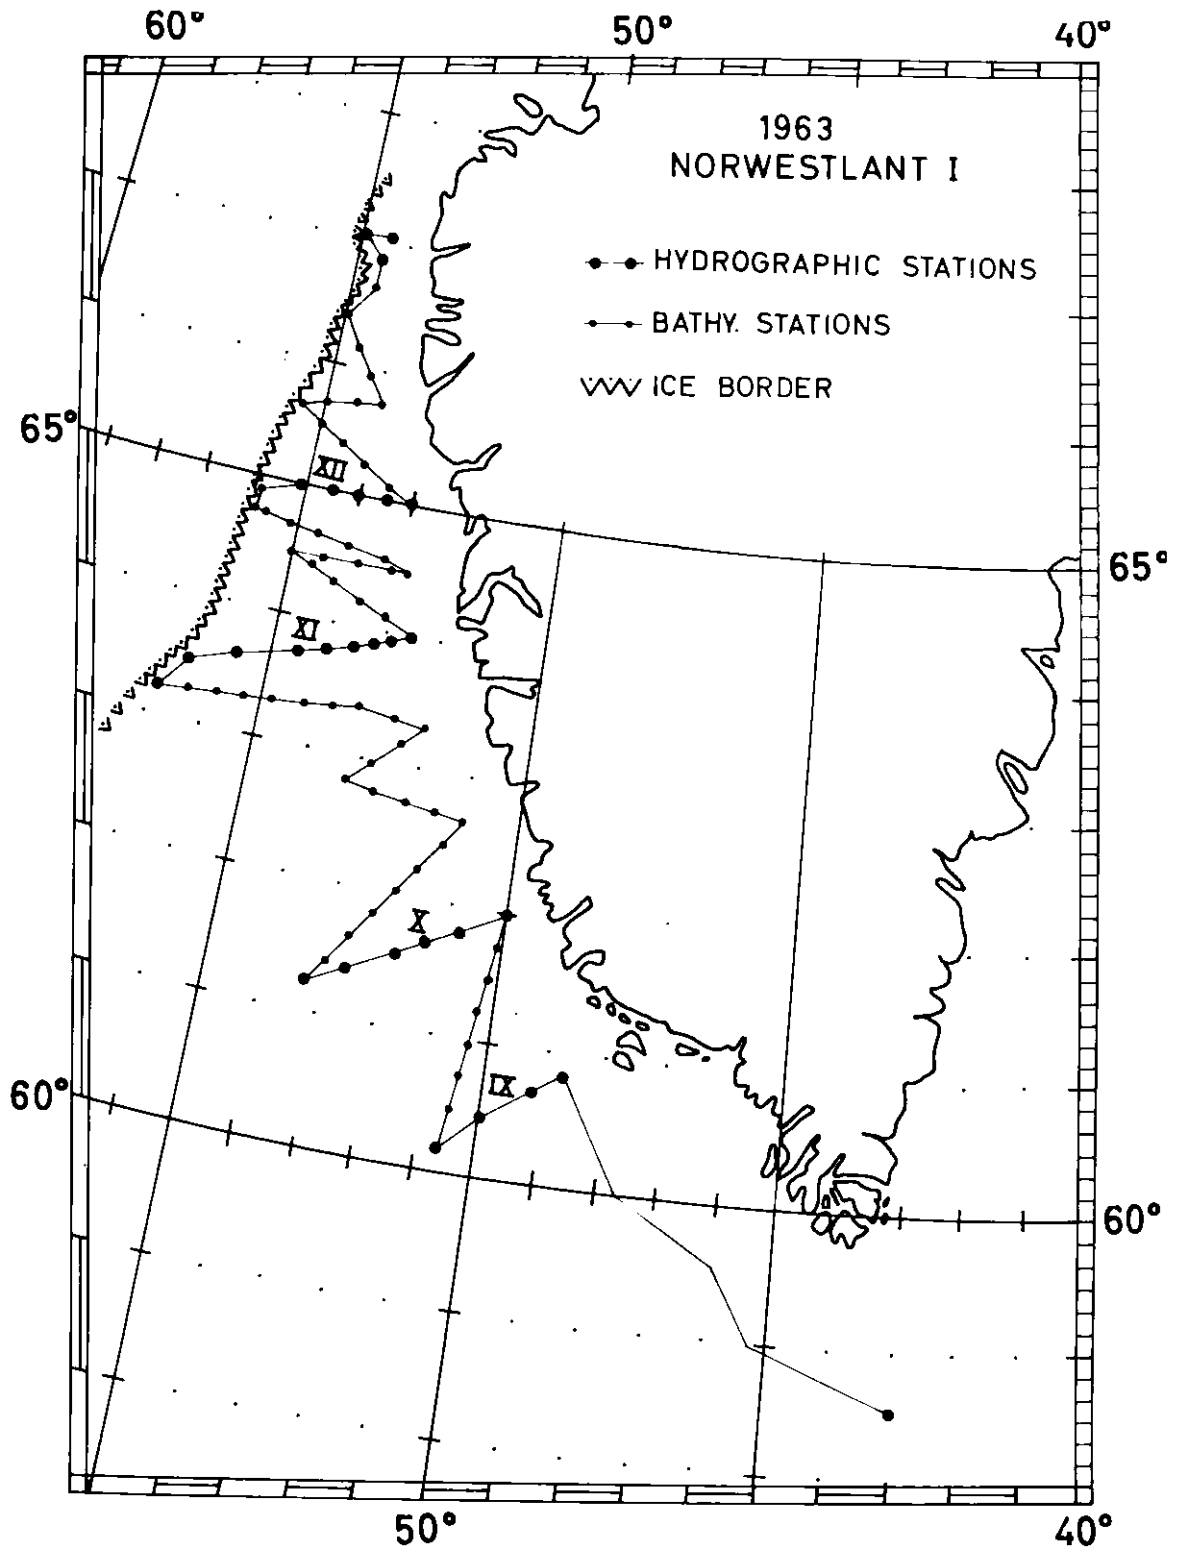 60° 50° 40°
1963
NORWESTLANT I
HYDROGRAPHIC STATIONS
BATHY. STATIONS
ICE BORDER
65°
XII
65°
XI
X
60°
IX
60°
50° 40°